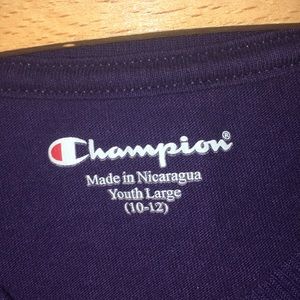 Champion®
Made in Nicaragua
Youth Large
(10-12)